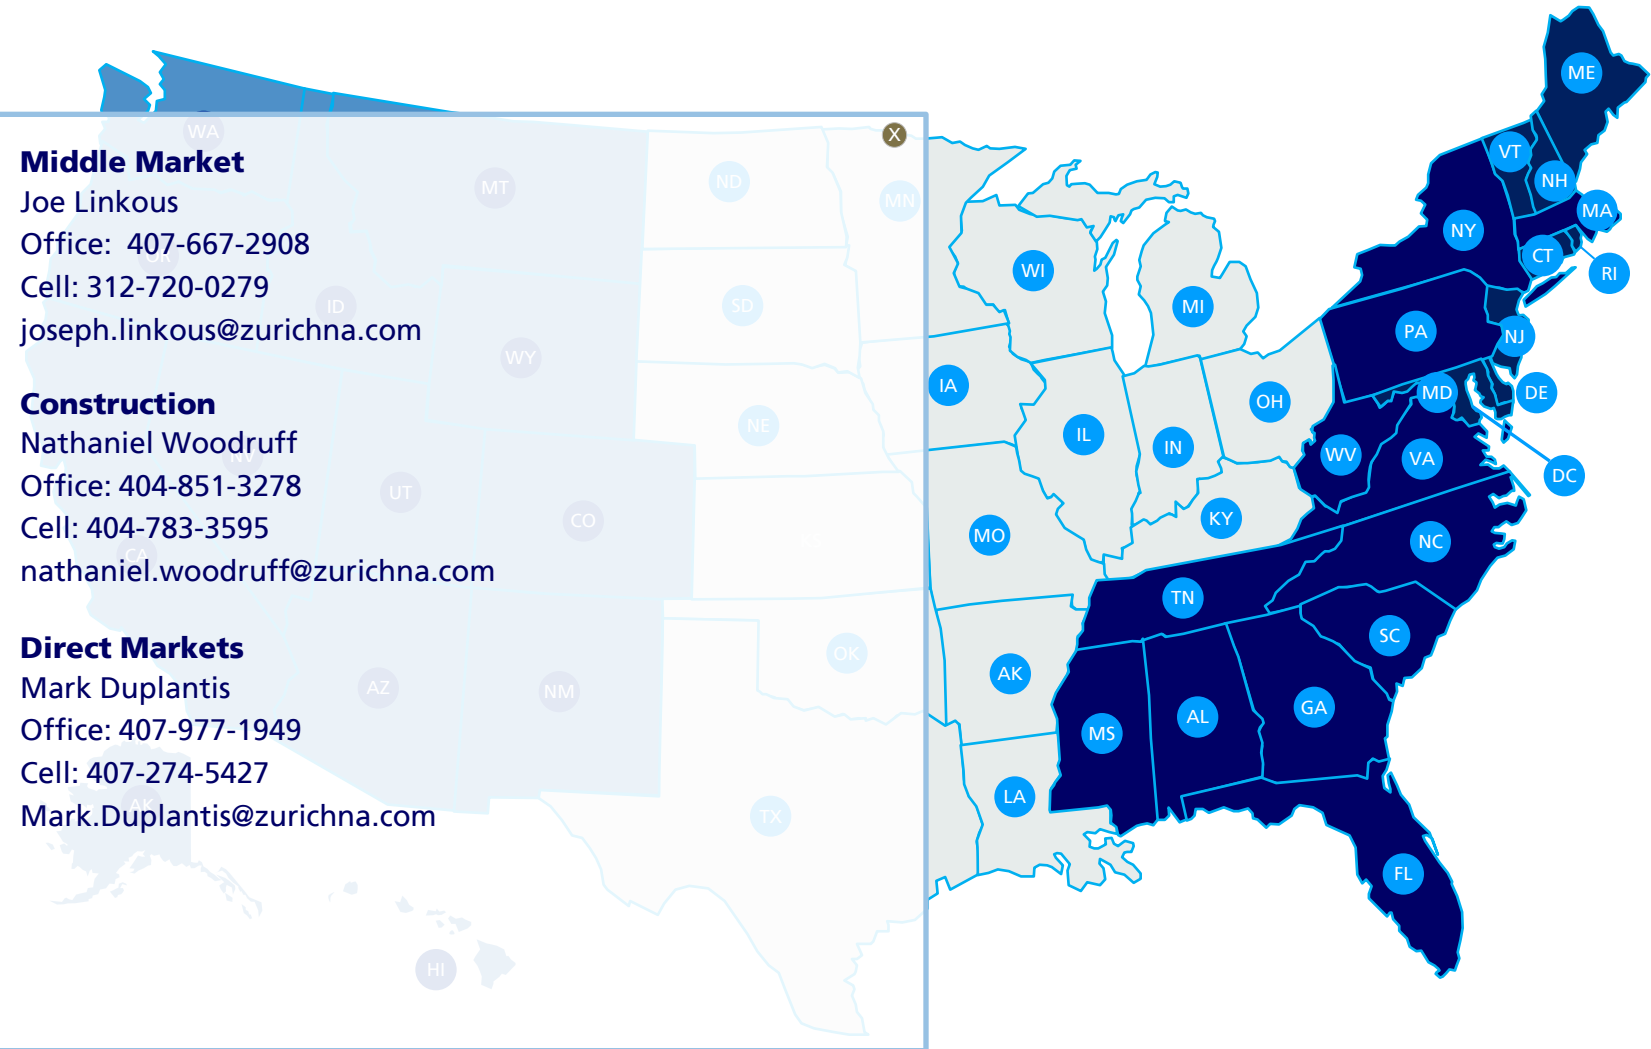 Middle Market
Joe Linkous
Office: 407-667-2908
Cell: 312-720-0279
joseph.linkous@zurichna.com
Construction
Nathaniel Woodruff
Office: 404-851-3278
Cell: 404-783-3595
nathaniel.woodruff@zurichna.com
Direct Markets
Mark Duplantis
Office: 407-977-1949
Cell: 407-274-5427
Mark.Duplantis@zurichna.com
X
WA
MT
ND
MN
OR
ID
SD
WY
NE
NV
UT
CO
CA
AZ
NM
OK
AK
TX
HI
WI
MI
IA
IL
IN
OH
MO
KY
AK
LA
TN
MS
AL
GA
SC
NC
FL
WV
VA
DC
MD
DE
PA
NJ
NY
CT
RI
MA
VT
NH
ME